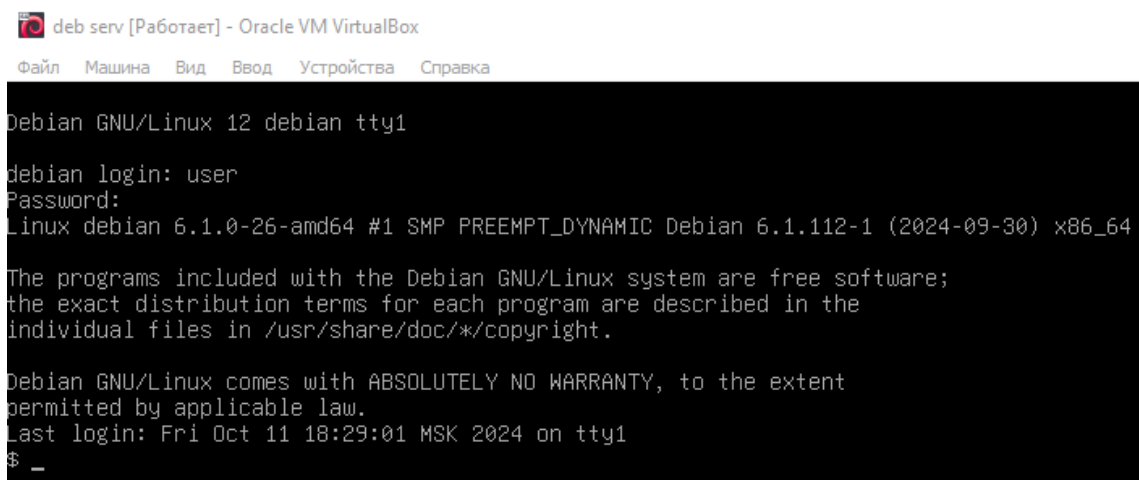 deb serv [Работает] - Oracle VM VirtualBox
Файл Машина Вид Ввод Устройства Справка
Debian GNU/Linux 12 debian tty1
debian login: user
Password:
Linux debian 6.1.0-26-amd64 #1 SMP PREEMPT_DYNAMIC Debian 6.1.112-1 (2024-09-30) x86_64
The programs included with the Debian GNU/Linux system are free software;
the exact distribution terms for each program are described in the
individual files in /usr/share/doc/*/copyright.
Debian GNU/Linux comes with ABSOLUTELY NO WARRANTY, to the extent
permitted by applicable law.
Last login: Fri Oct 11 18:29:01 MSK 2024 on tty1
$ _